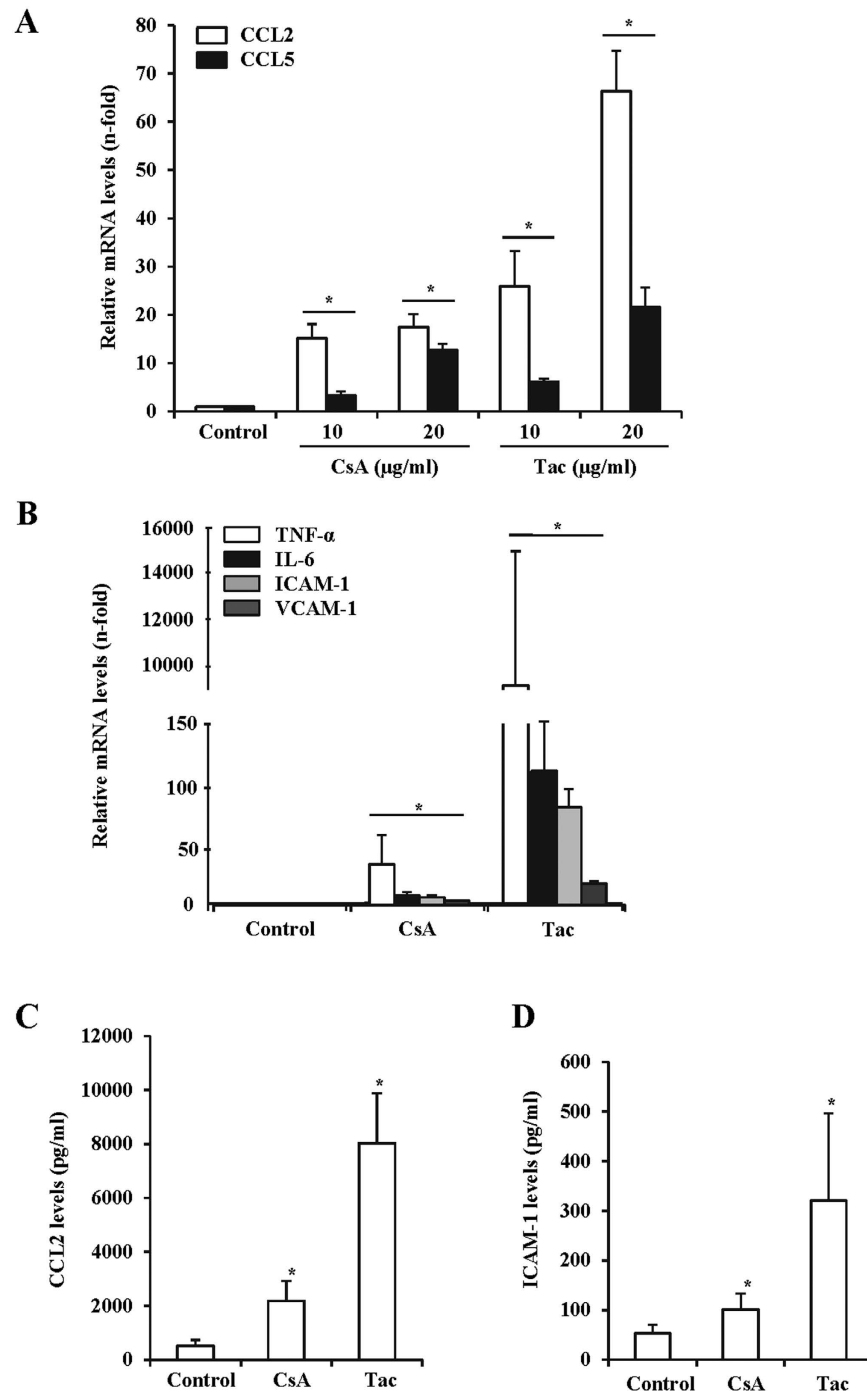 A
Relative mRNA levels (n-fold)
80
70
60
50
40
30
20
10
0
CCL2
CCL5
*
*
*
*
Control
10
20
10
20
CsA (µg/ml)
Tac (µg/ml)
B
Relative mRNA levels (n-fold)
16000
14000
12000
10000
150
100
50
0
TNF-α
IL-6
ICAM-1
VCAM-1
*
*
Control
CsA
Tac
C
CCL2 levels (pg/ml)
12000
10000
8000
6000
4000
2000
0
*
*
Control
CsA
Tac
D
ICAM-1 levels (pg/ml)
600
500
400
300
200
100
0
*
*
Control
CsA
Tac